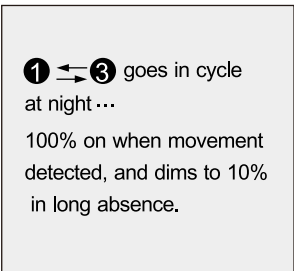 ❶ ⇆ ❸ goes in cycle
at night ···
100% on when movement
detected, and dims to 10%
in long absence.